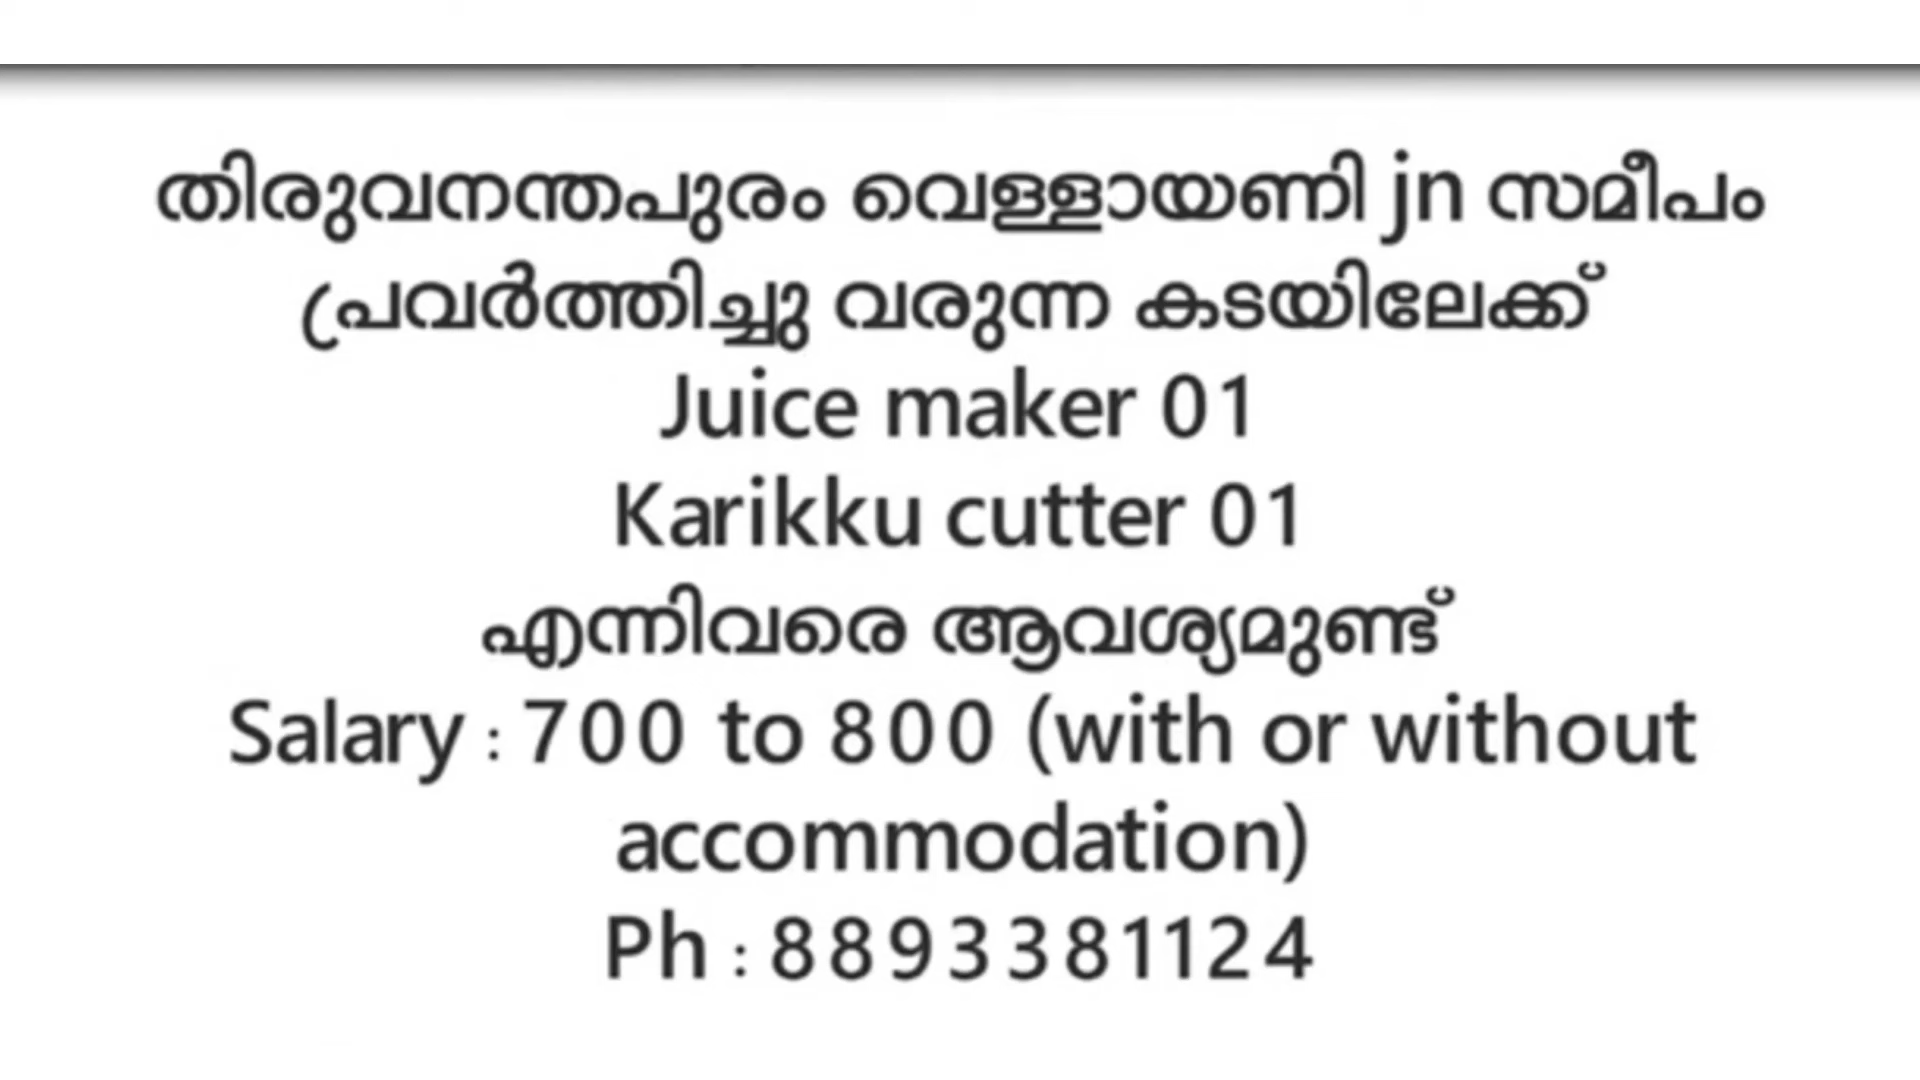 തിരുവനന്തപുരം വെള്ളായണി jn സമീപം
പ്രവർത്തിച്ചു വരുന്ന കടയിലേക്ക്
Juice maker 01
Karikku cutter 01
എന്നിവരെ ആവശ്യമുണ്ട്
Salary : 700 to 800 (with or without
accommodation)
Ph : 8893381124